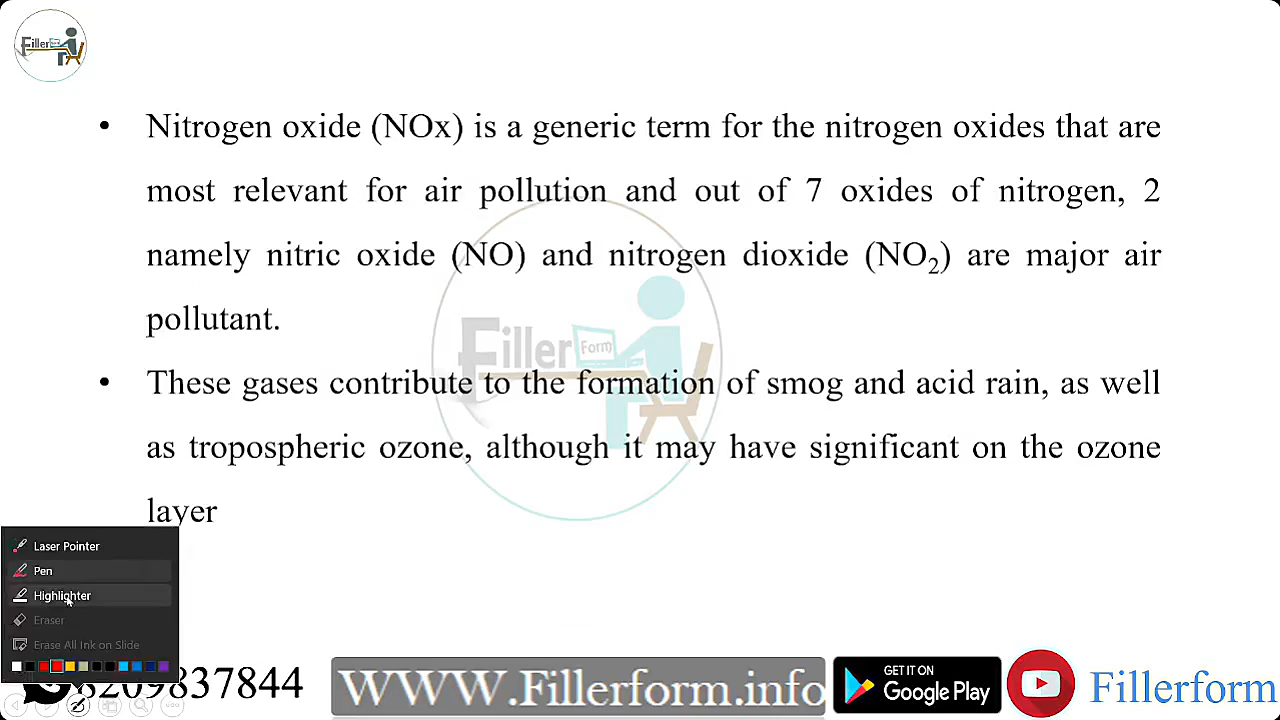 Filler Form
• Nitrogen oxide (NOx) is a generic term for the nitrogen oxides that are
most relevant for air pollution and out of 7 oxides of nitrogen, 2
namely nitric oxide (NO) and nitrogen dioxide (NO₂) are major air
pollutant.
Filler Form
• These gases contribute to the formation of smog and acid rain, as well
as tropospheric ozone, although it may have significant on the ozone
layer
Laser Pointer
Pen
Highlighter
Eraser
Erase All Ink on Slide
8209837844
WWW.Fillerform.info
GET IT ON
Google Play
Fillerform